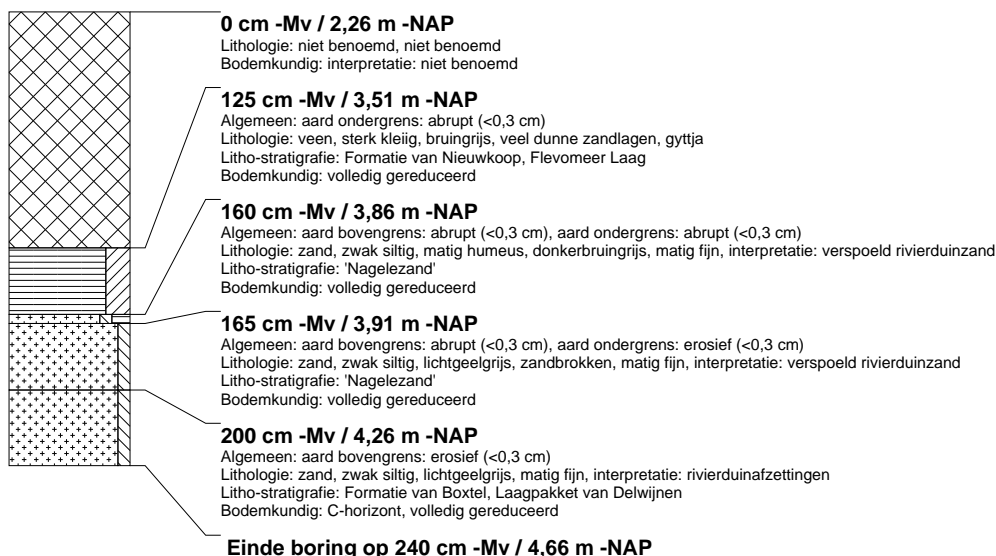 0 cm -Mv / 2,26 m -NAP
Lithologie: niet benoemd, niet benoemd
Bodemkundig: interpretatie: niet benoemd
125 cm -Mv / 3,51 m -NAP
Algemeen: aard ondergrens: abrupt (<0,3 cm)
Lithologie: veen, sterk kleiig, bruingrijs, veel dunne zandlagen, gyttja
Litho-stratigrafie: Formatie van Nieuwkoop, Flevomeer Laag
Bodemkundig: volledig gereduceerd
160 cm -Mv / 3,86 m -NAP
Algemeen: aard bovengrens: abrupt (<0,3 cm), aard ondergrens: abrupt (<0,3 cm)
Lithologie: zand, zwak siltig, matig humeus, donkerbruingrijs, matig fijn, interpretatie: verspoeld rivierduinzand
Litho-stratigrafie: 'Nagelezand'
Bodemkundig: volledig gereduceerd
165 cm -Mv / 3,91 m -NAP
Algemeen: aard bovengrens: abrupt (<0,3 cm), aard ondergrens: erosief (<0,3 cm)
Lithologie: zand, zwak siltig, lichtgeelgrijs, zandbrokken, matig fijn, interpretatie: verspoeld rivierduinzand
Litho-stratigrafie: 'Nagelezand'
Bodemkundig: volledig gereduceerd
200 cm -Mv / 4,26 m -NAP
Algemeen: aard bovengrens: erosief (<0,3 cm)
Lithologie: zand, zwak siltig, lichtgeelgrijs, matig fijn, interpretatie: rivierduinafzettingen
Litho-stratigrafie: Formatie van Boxtel, Laagpakket van Delwijnen
Bodemkundig: C-horizont, volledig gereduceerd
Einde boring op 240 cm -Mv / 4,66 m -NAP